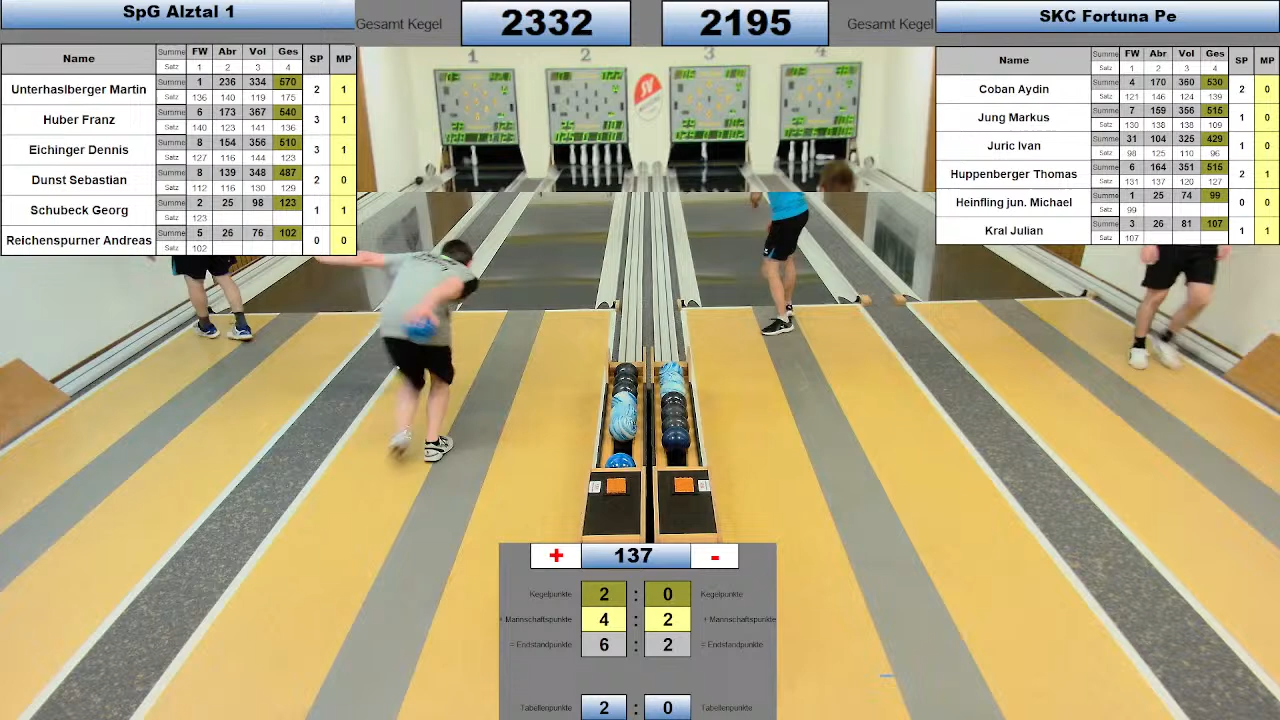 SpG Alztal 1
Gesamt Kegel 2332 2195 Gesamt Kegel
SKC Fortuna Pe
Name Summe FW Abr Vol Ges SP MP
Satz 1 2 3 4
Unterhaslberger Martin Summe 1 236 334 570 2 1
Satz 136 140 119 175
Huber Franz Summe 6 173 367 540 3 1
Satz 140 123 141 136
Eichinger Dennis Summe 8 154 356 510 3 1
Satz 127 116 144 123
Dunst Sebastian Summe 8 139 348 487 2 0
Satz 112 116 130 129
Schubeck Georg Summe 2 25 98 123 1 1
Satz 123
Reichenspurner Andreas Summe 5 26 76 102 0 0
Satz 102
Name Summe FW Abr Vol Ges SP MP
Satz 1 2 3 4
Coban Aydin Summe 4 170 360 530 2 0
Satz 121 146 124 139
Jung Markus Summe 7 159 356 515 1 0
Satz 130 138 138 109
Juric Ivan Summe 31 104 325 429 1 0
Satz 98 125 110 96
Huppenberger Thomas Summe 6 164 351 515 2 1
Satz 131 137 120 127
Heinfling jun. Michael Summe 1 25 74 99 0 0
Satz 99
Kral Julian Summe 3 26 81 107 1 1
Satz 107
1 2 3 4
SV
+ 137 -
Kegelpunkte 2 : 0 Kegelpunkte
+ Mannschaftspunkte 4 : 2 + Mannschaftspunkte
= Endstandpunkte 6 : 2 = Endstandpunkte
Tabellenpunkte 2 : 0 Tabellenpunkte